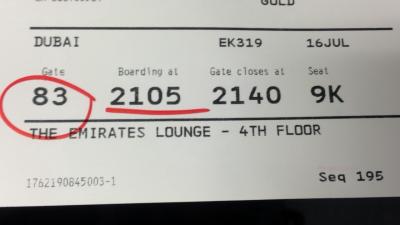 GOLD
DUBAI EK319 16JUL
Gate Boarding at Gate closes at Seat
83 2105 2140 9K
THE EMIRATES LOUNGE - 4TH FLOOR
1762190845003-1 Seq 195